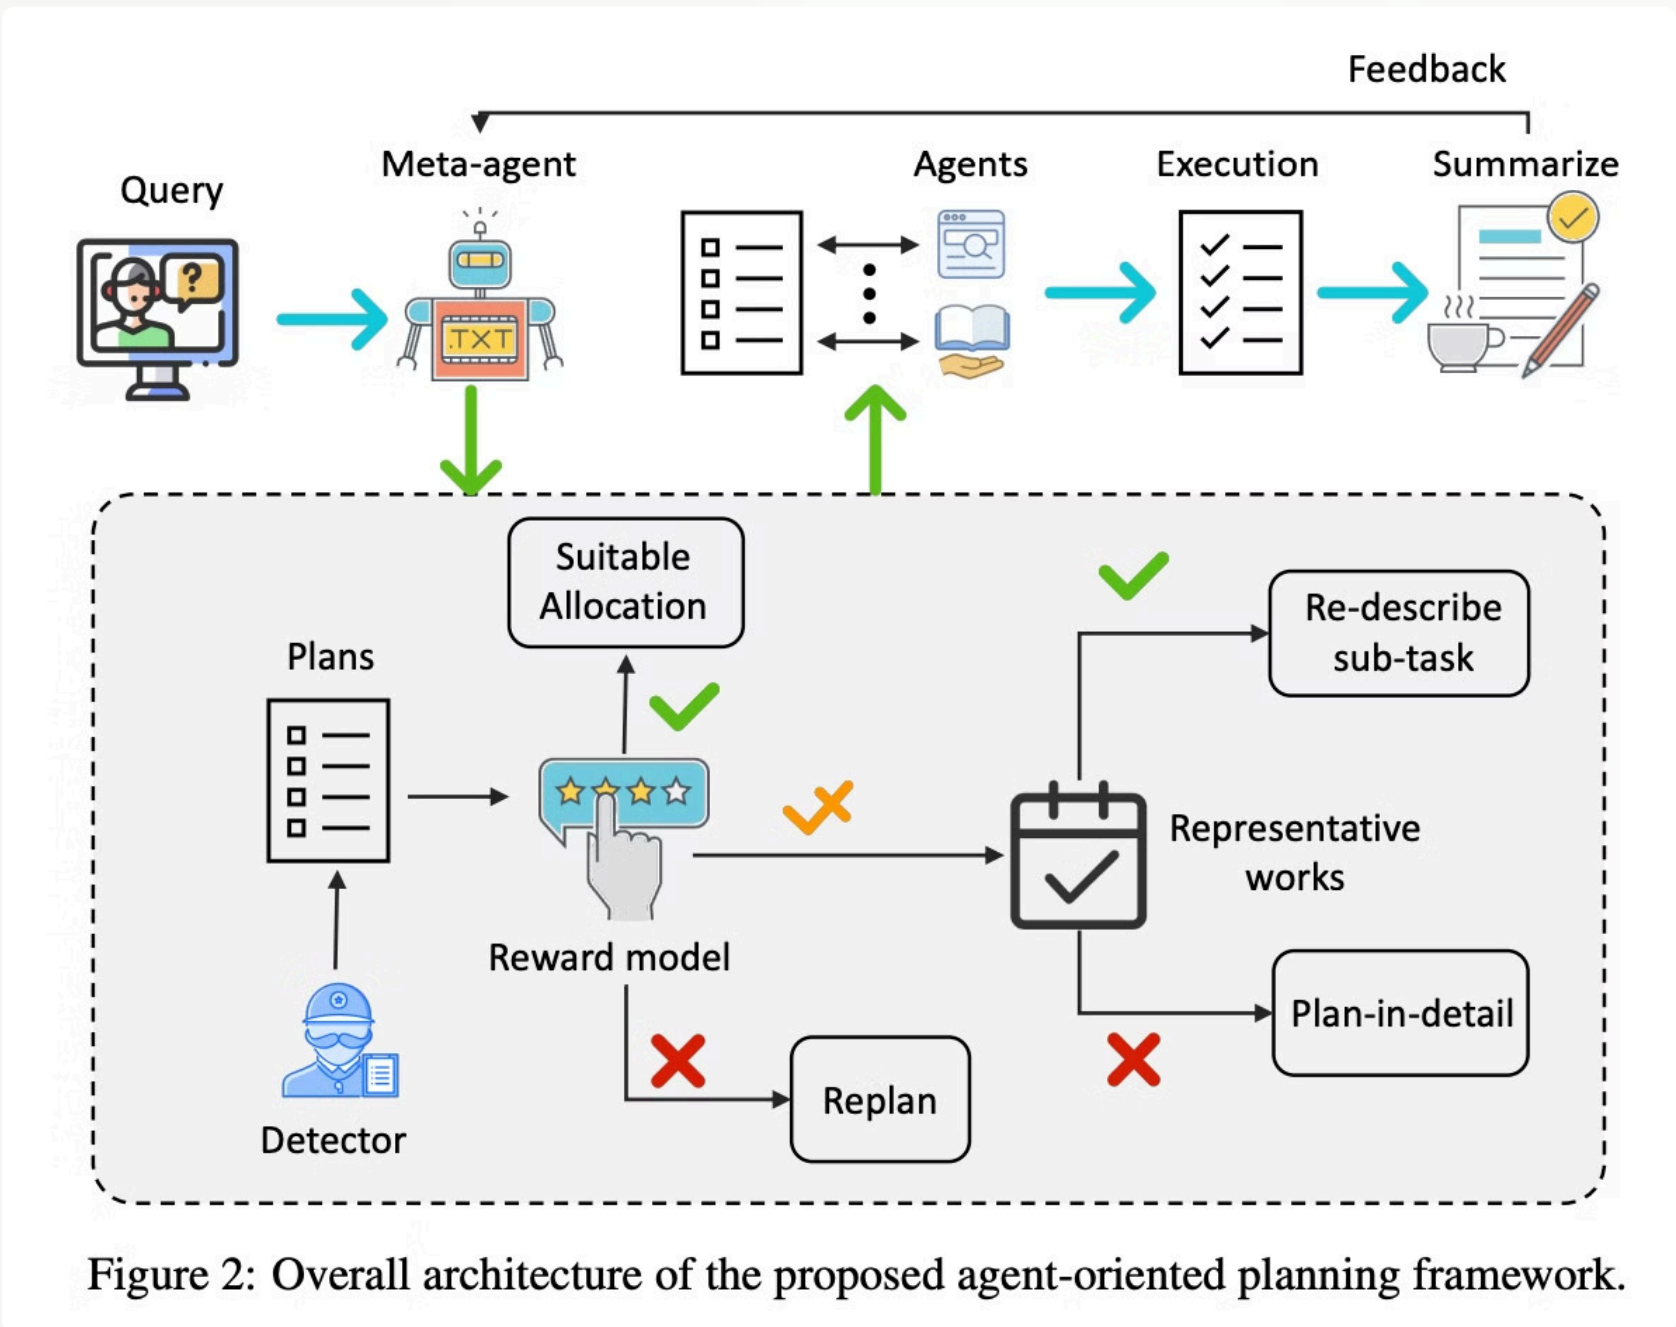 Feedback
Query
Meta-agent
Agents
Execution
Summarize
?
.TXT
Suitable
Allocation
Plans
Re-describe
sub-task
Representative
works
Reward model
Plan-in-detail
Replan
Detector
Figure 2: Overall architecture of the proposed agent-oriented planning framework.